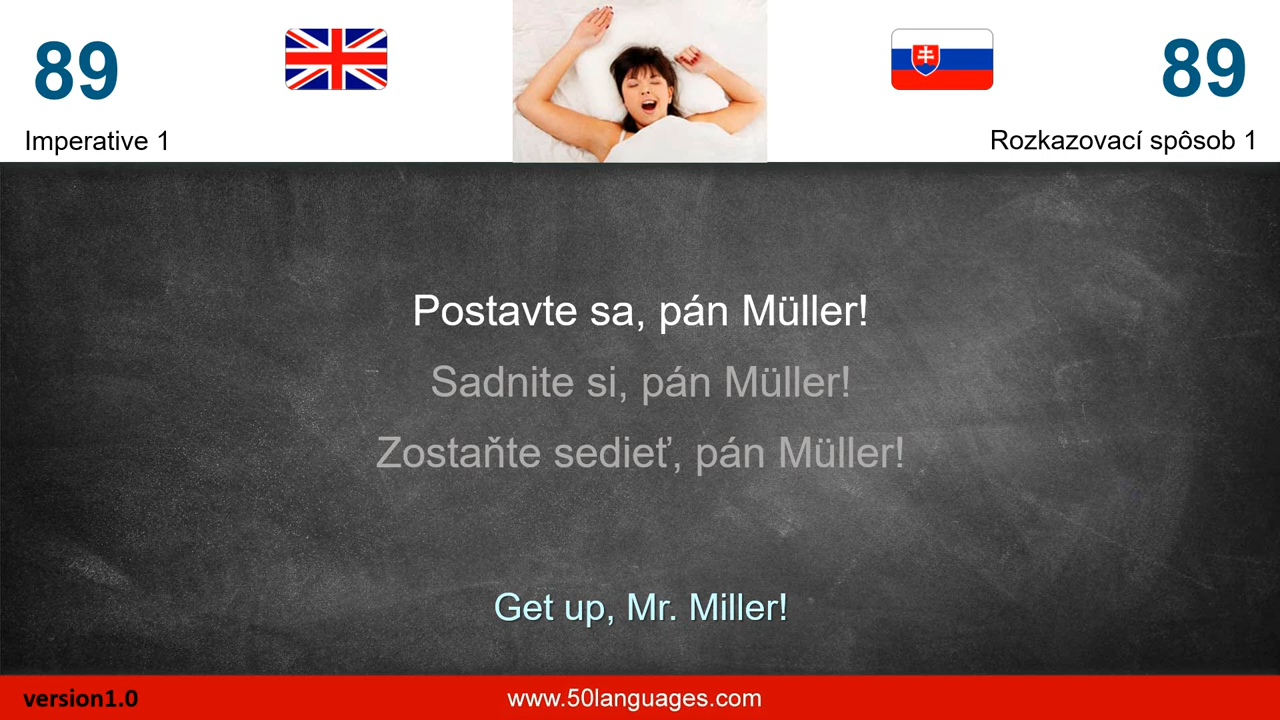 89
89
Imperative 1
Rozkazovací spôsob 1
Postavte sa, pán Müller!
Sadnite si, pán Müller!
Zostaňte sedieť, pán Müller!
Get up, Mr. Miller!
version1.0
www.50languages.com